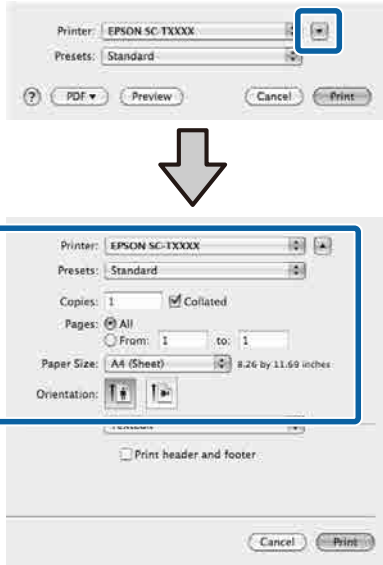 Printer: EPSON SC-TXXXX
Presets: Standard
? PDF Preview Cancel Print
Printer: EPSON SC-TXXXX
Presets: Standard
Copies: 1 Collated
Pages: All
From: 1 to: 1
Paper Size: A4 (Sheet) 8.26 by 11.69 inches
Orientation:
TextEdit
Print header and footer
Cancel Print